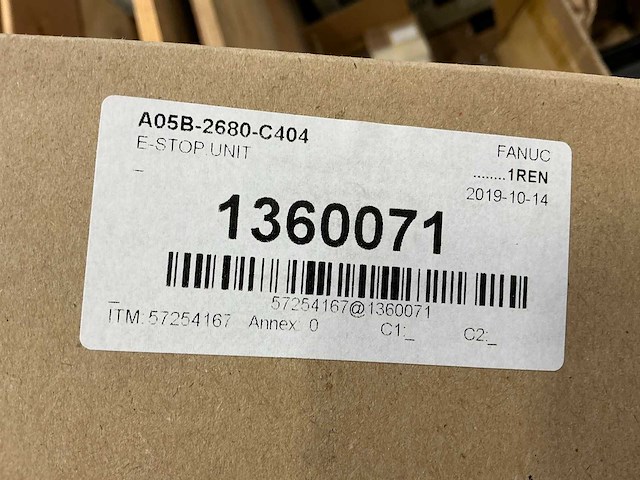 A05B-2680-C404
E-STOP UNIT
FANUC
_
........1REN
2019-10-14
1360071
_
57254167@1360071
ITM: 57254167 Annex: 0 C1:_ C2:_